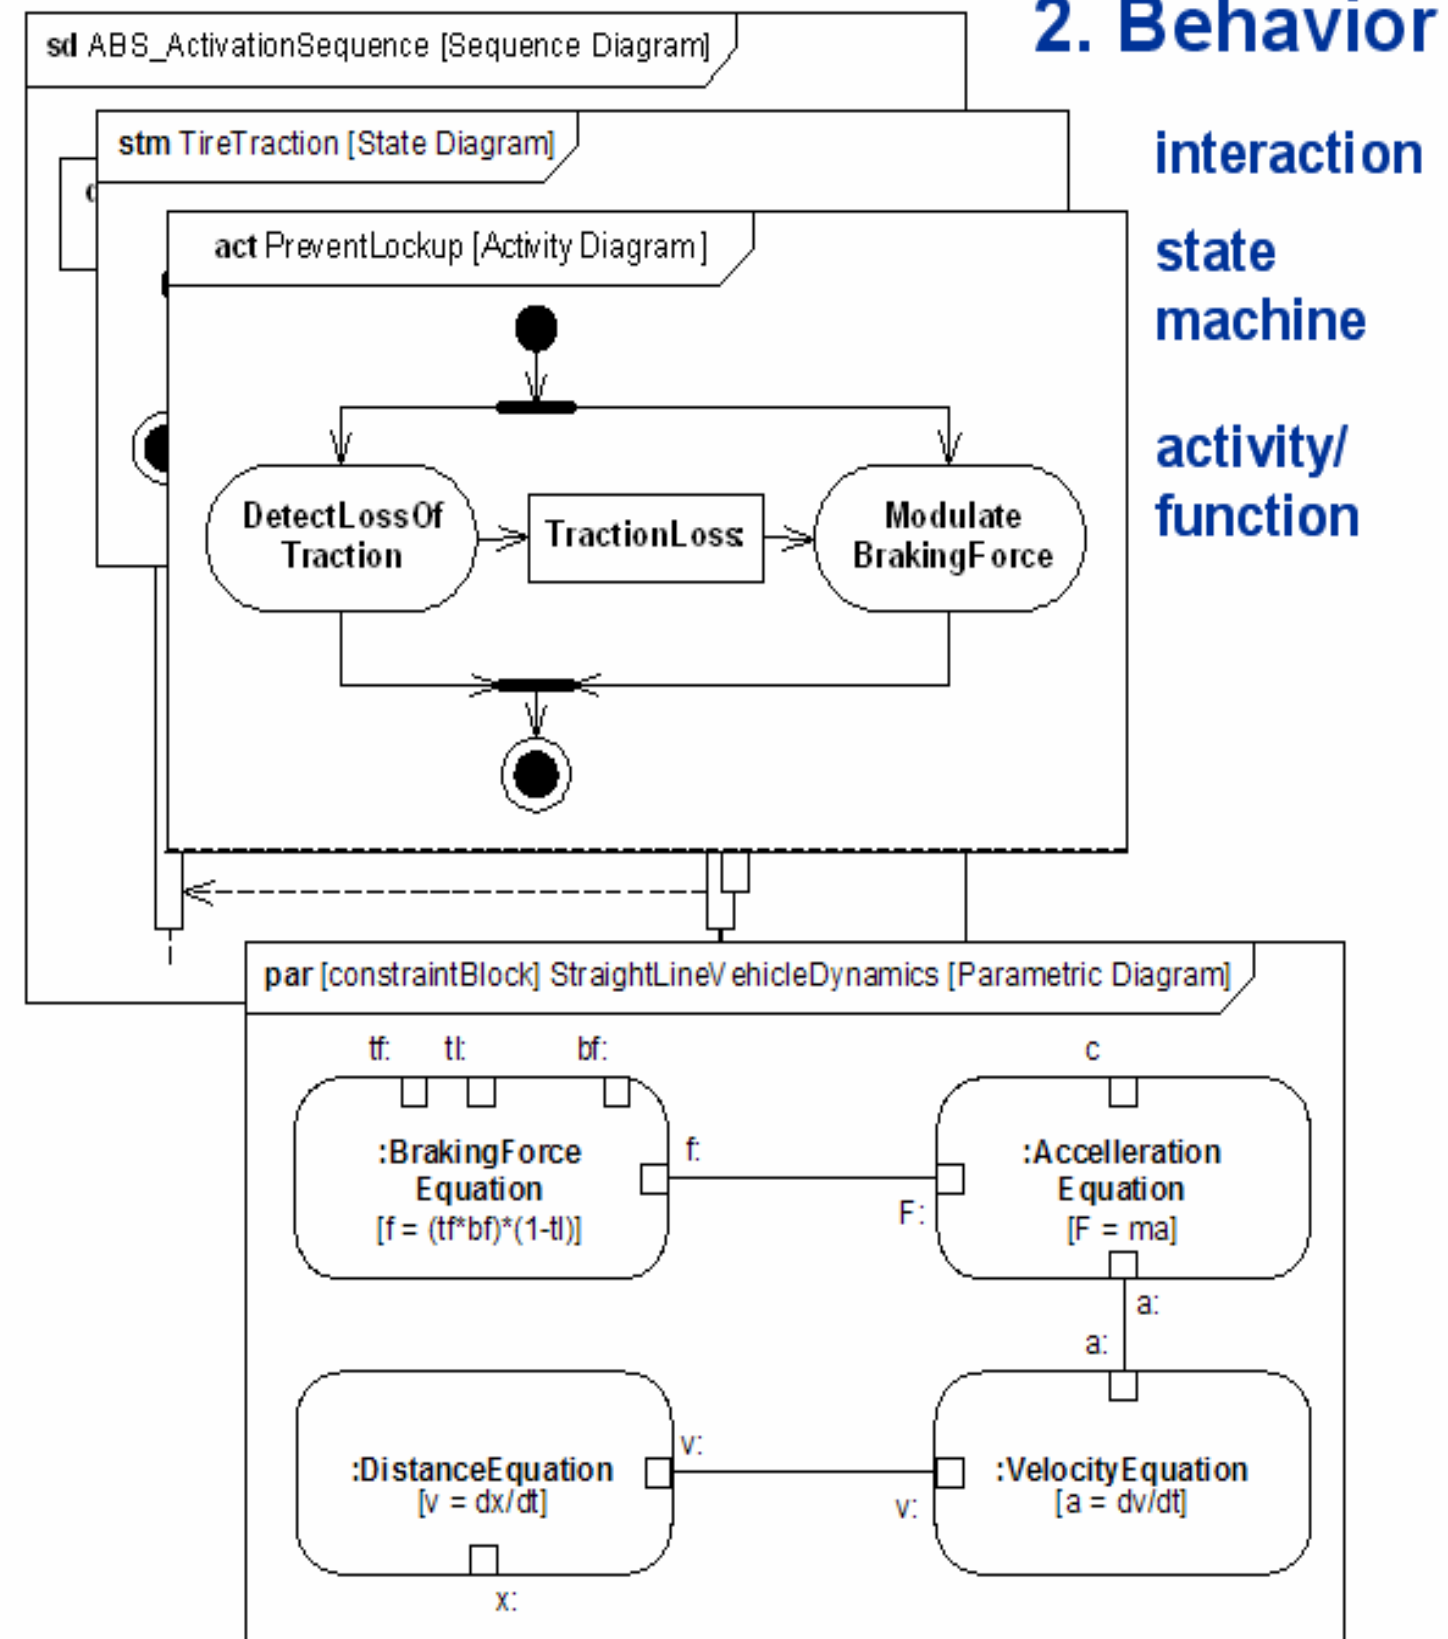 2. Behavior
sd ABS_ActivationSequence [Sequence Diagram]
interaction
stm TireTraction [State Diagram]
state
machine
act PreventLockup [Activity Diagram]
activity/
function
DetectLossOf
Traction
TractionLoss:
Modulate
BrakingForce
par [constraintBlock] StraightLineVehicleDynamics [Parametric Diagram]
tf:
tl:
bf:
c
:BrakingForce
Equation
[f = (tf*bf)*(1-tl)]
f:
F:
:Accelleration
Equation
[F = ma]
a:
a:
:DistanceEquation
[v = dx/dt]
v:
v:
:VelocityEquation
[a = dv/dt]
x: